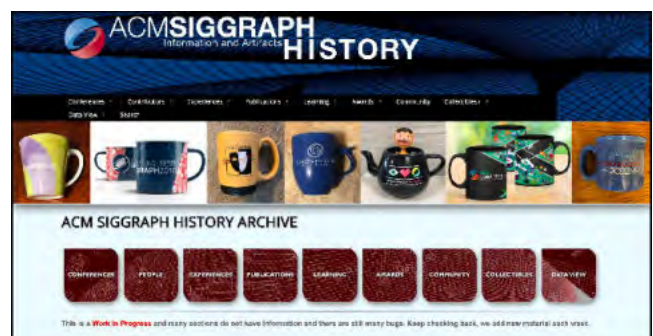 ACMSIGGRAPH
Information and Artifacts
HISTORY
Conferences Contributors Experiences Publications Learning Awards Community Collectibles
Data View Search
ACM SIGGRAPH HISTORY ARCHIVE
CONFERENCES PEOPLE EXPERIENCES PUBLICATIONS LEARNING AWARDS COMMUNITY COLLECTIBLES DATA VIEW
This is a Work in Progress and many sections do not have information and there are still many bugs. Keep checking back, we add new material each week.